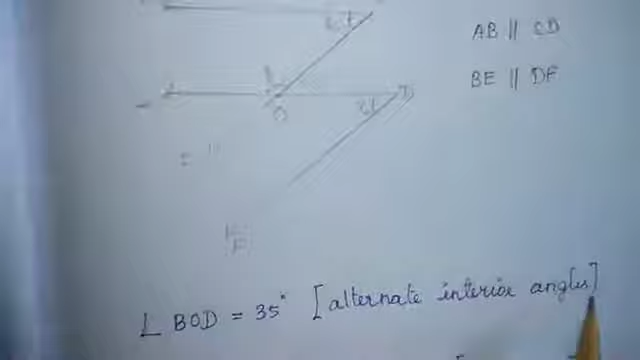 AB || CD
BE || DF
O
D
F
∠ BOD = 35° [alternate interior angles]